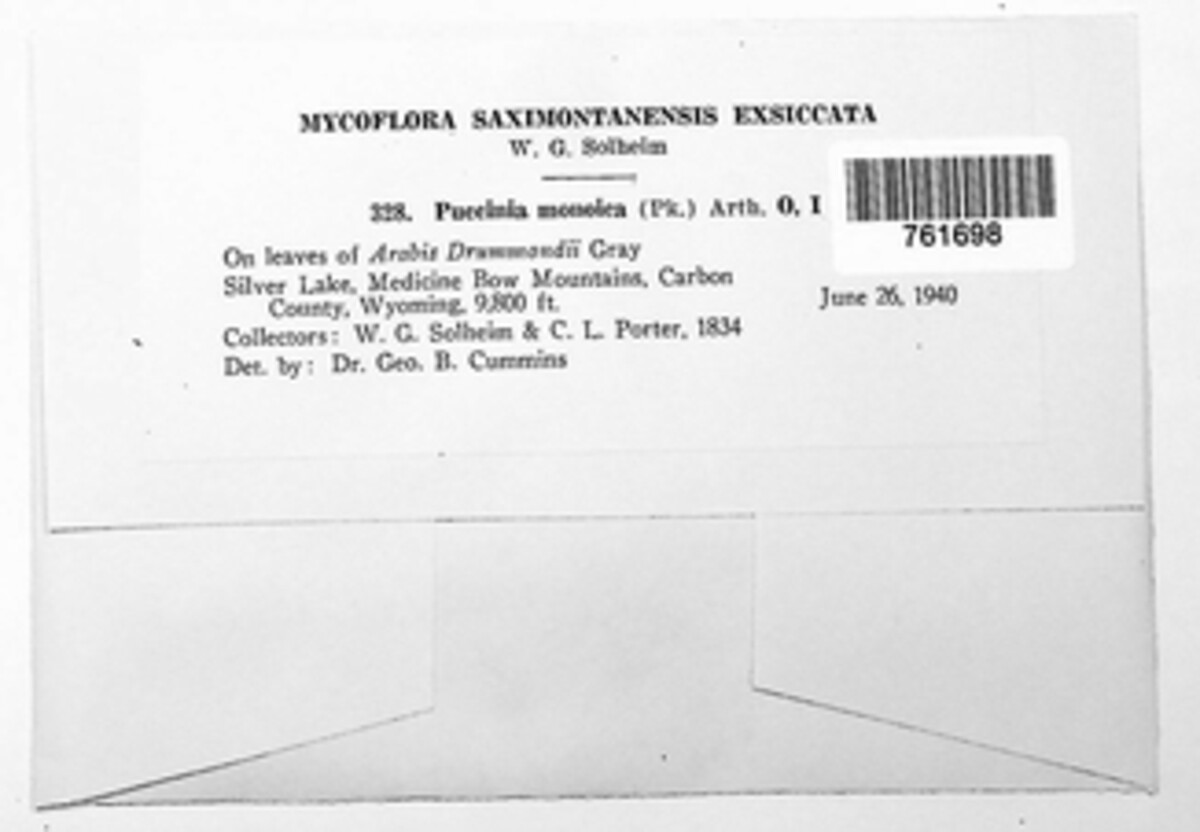 MYCOFLORA SAXIMONTANENSIS EXSICCATA
W. G. Solheim
328. Puccinia monoica (Pk.) Arth. O, I
761698
On leaves of Arabis Drummondii Gray
Silver Lake, Medicine Bow Mountains, Carbon
County, Wyoming, 9,800 ft.
June 26, 1940
Collectors: W. G. Solheim & C. L. Porter, 1834
Det. by: Dr. Geo. B. Cummins